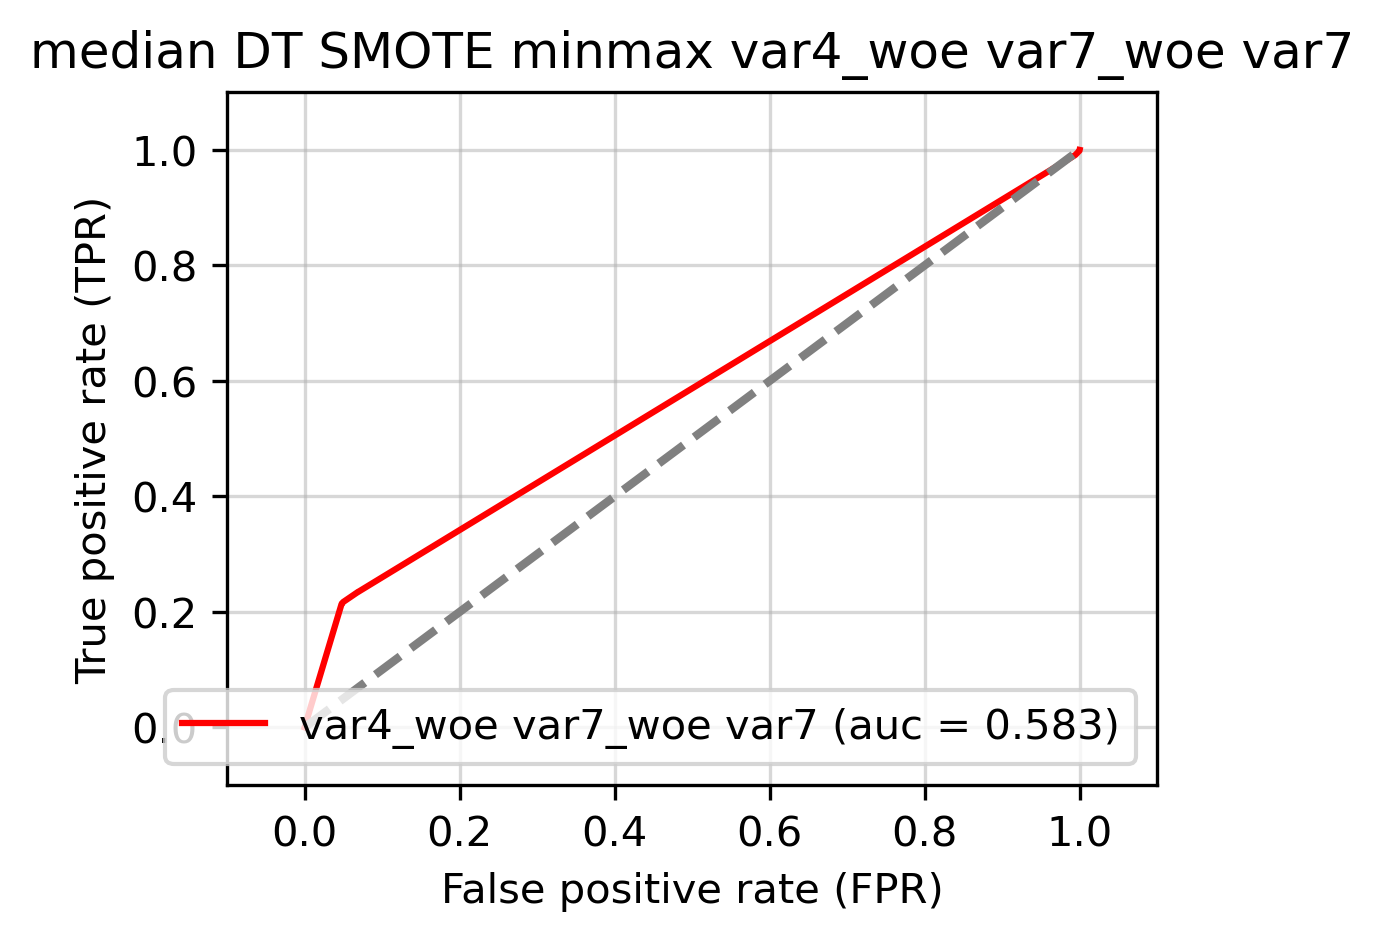 median DT SMOTE minmax var4_woe var7_woe var7
True positive rate (TPR)
1.0
0.8
0.6
0.4
0.2
0.0
var4_woe var7_woe var7 (auc = 0.583)
0.0 0.2 0.4 0.6 0.8 1.0
False positive rate (FPR)